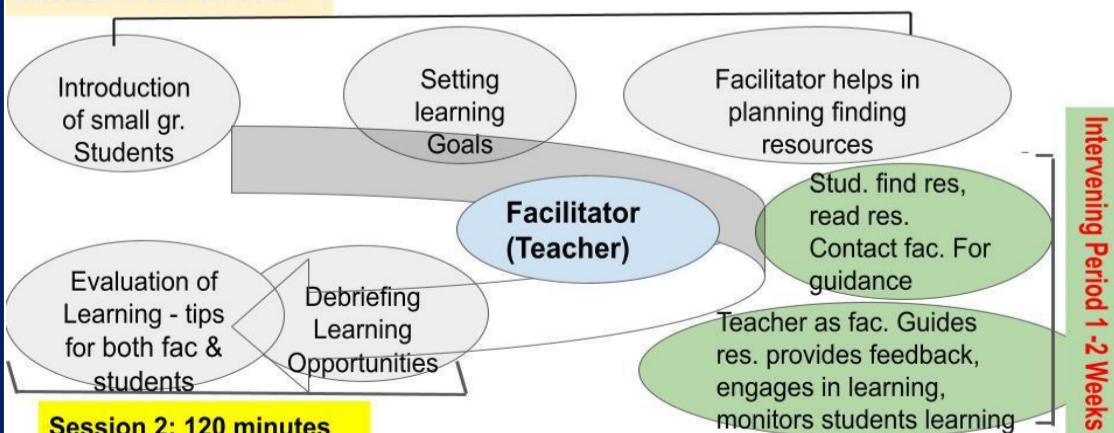 Introduction
of small gr.
Students
Setting
learning
Goals
Facilitator helps in
planning finding
resources
Facilitator
(Teacher)
Stud. find res,
read res.
Contact fac. For
guidance
Teacher as fac. Guides
res. provides feedback,
engages in learning,
monitors students learning
Intervening Period 1 -2 Weeks
Debriefing
Learning
Opportunities
Evaluation of
Learning - tips
for both fac &
students
Session 2: 120 minutes